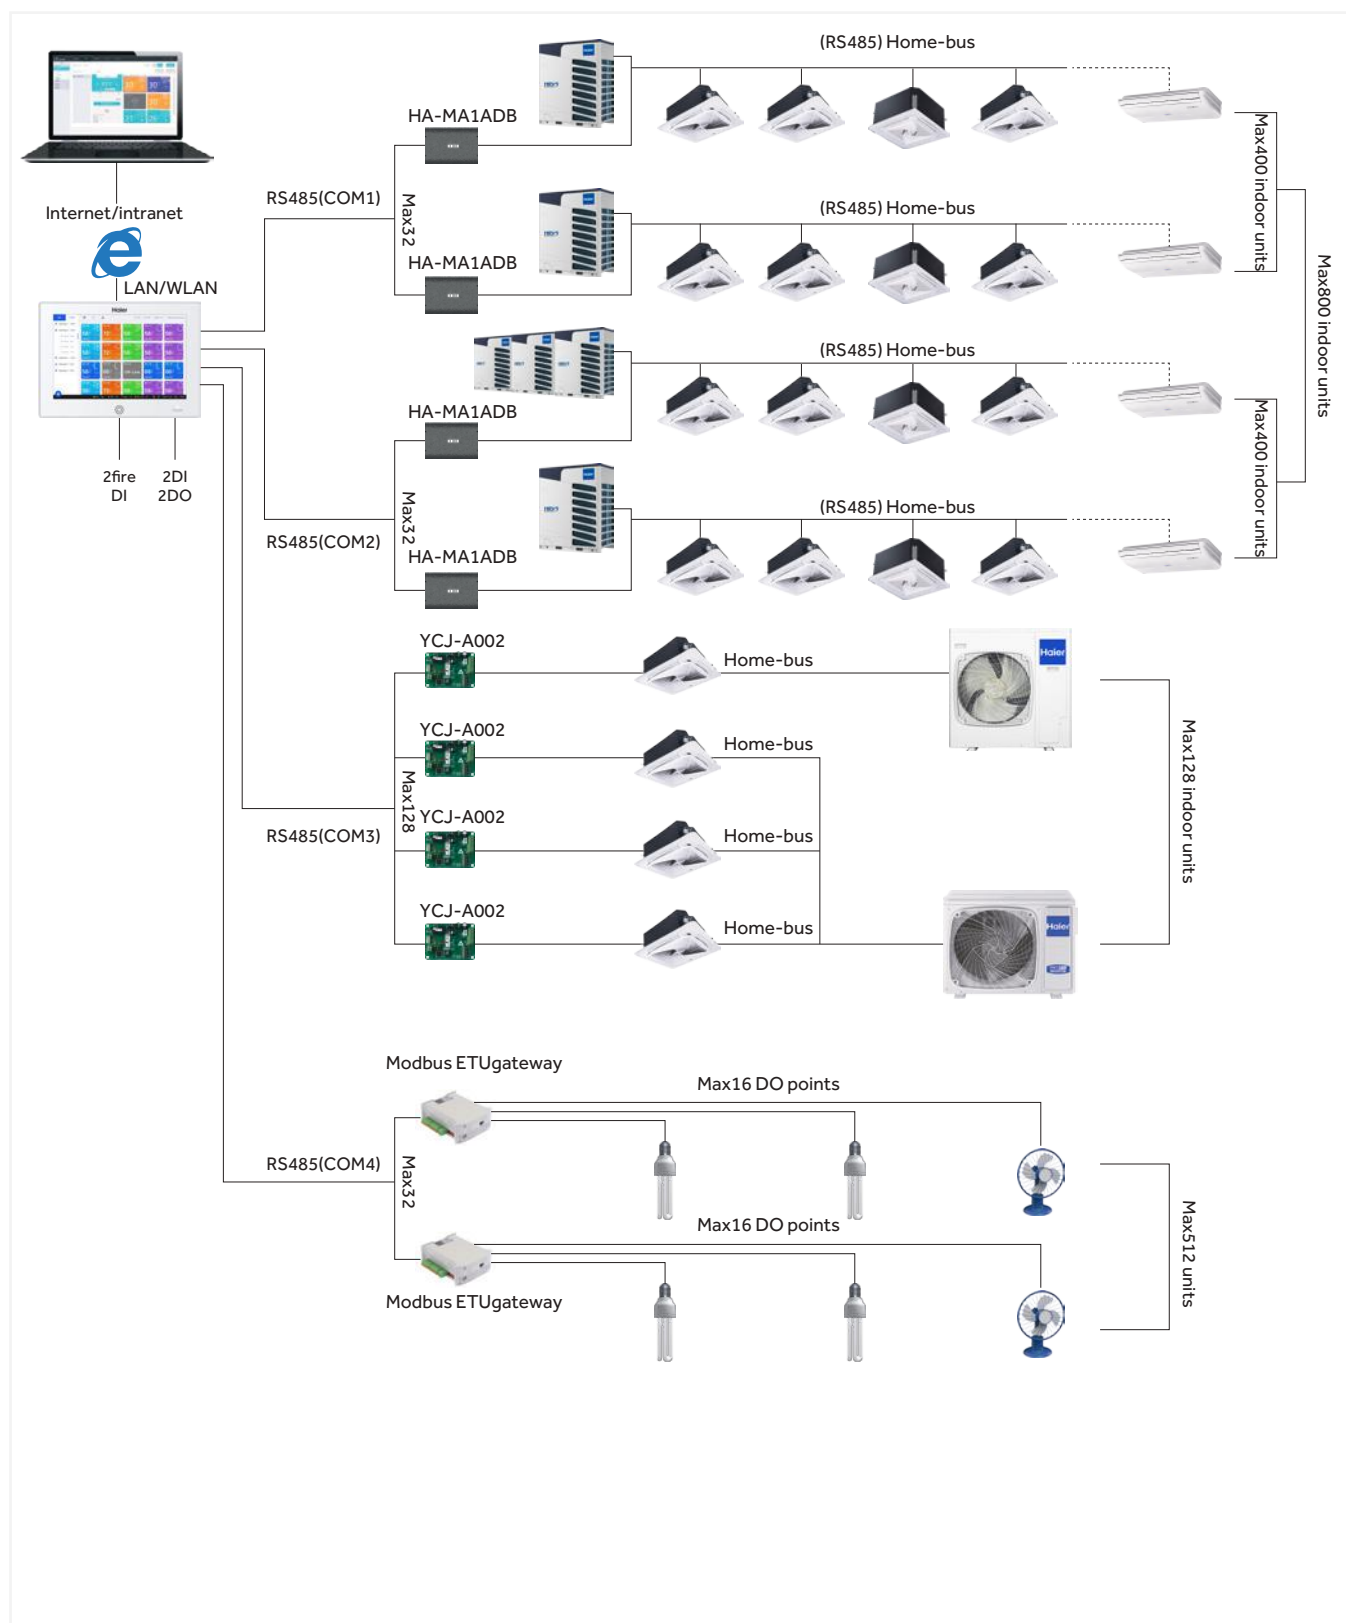 (RS485) Home-bus
Haier
HA-MA1ADB
Max400 indoor units
RS485(COM1)
Max32
Internet/intranet
(RS485) Home-bus
HA-MA1ADB
LAN/WLAN
Max800 indoor units
Haier
(RS485) Home-bus
HA-MA1ADB
Max400 indoor units
2fire
DI
2DI
2DO
Max32
(RS485) Home-bus
RS485(COM2)
HA-MA1ADB
YCJ-A002
Home-bus
Haier
YCJ-A002
Home-bus
Max128 indoor units
Max128
YCJ-A002
RS485(COM3)
Home-bus
YCJ-A002
Home-bus
Haier
Modbus ETUgateway
Max16 DO points
RS485(COM4)
Max32
Max16 DO points
Max512 units
Modbus ETUgateway